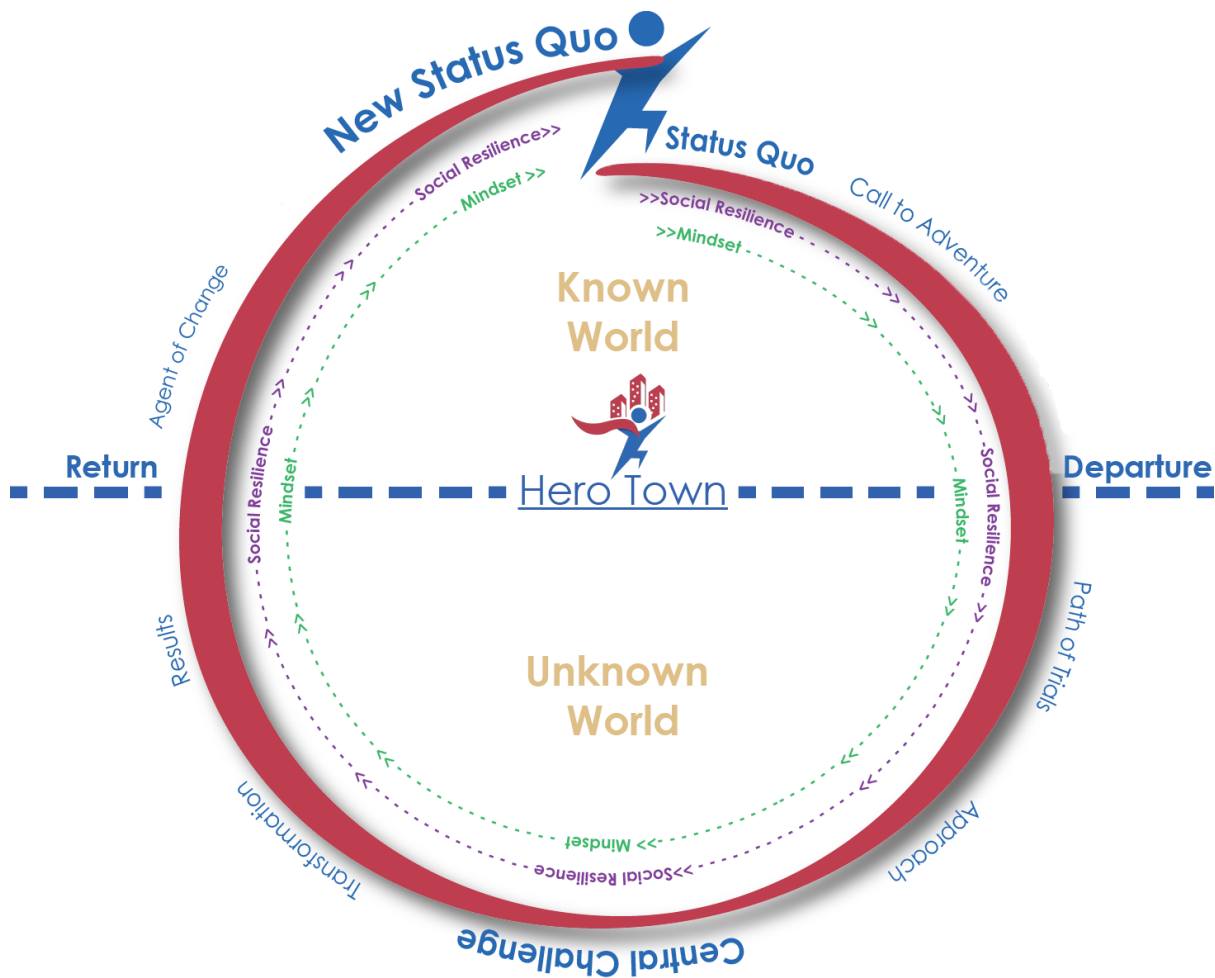 New Status Quo
Status Quo
Call to Adventure
Social Resilience>>
Mindset >>
>>Social Resilience
>>
>>
>>Mindset
>>
>>
Known
World
Agent of Change
>>
>>
>>
>>
Return
Departure
Hero Town
Social Resilience
Mindset
Mindset
Social Resilience
>>
>>
>>
>>
Path of Trials
Results
Unknown
World
>>
>>
>>
>>
Approach
Transformation
>> Mindset
>>Social Resilience
Central Challenge